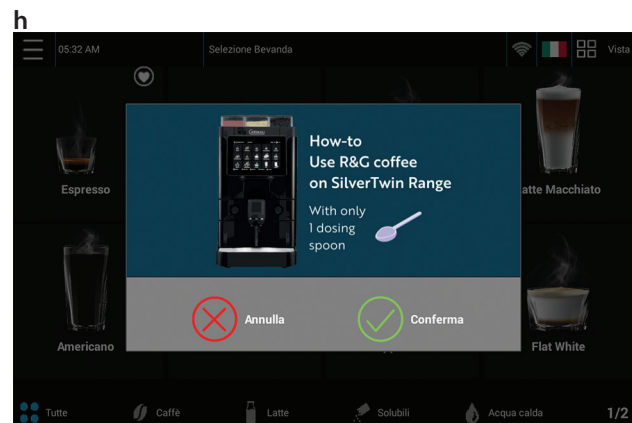 h
05:32 AM
Selezione Bevanda
Vista
Espresso
How-to
Use R&G coffee
on SilverTwin Range
With only
1 dosing
spoon
atte Macchiato
Annulla
Conferma
Americano
Flat White
Tutte
Caffè
Latte
Solubili
Acqua calda
1/2